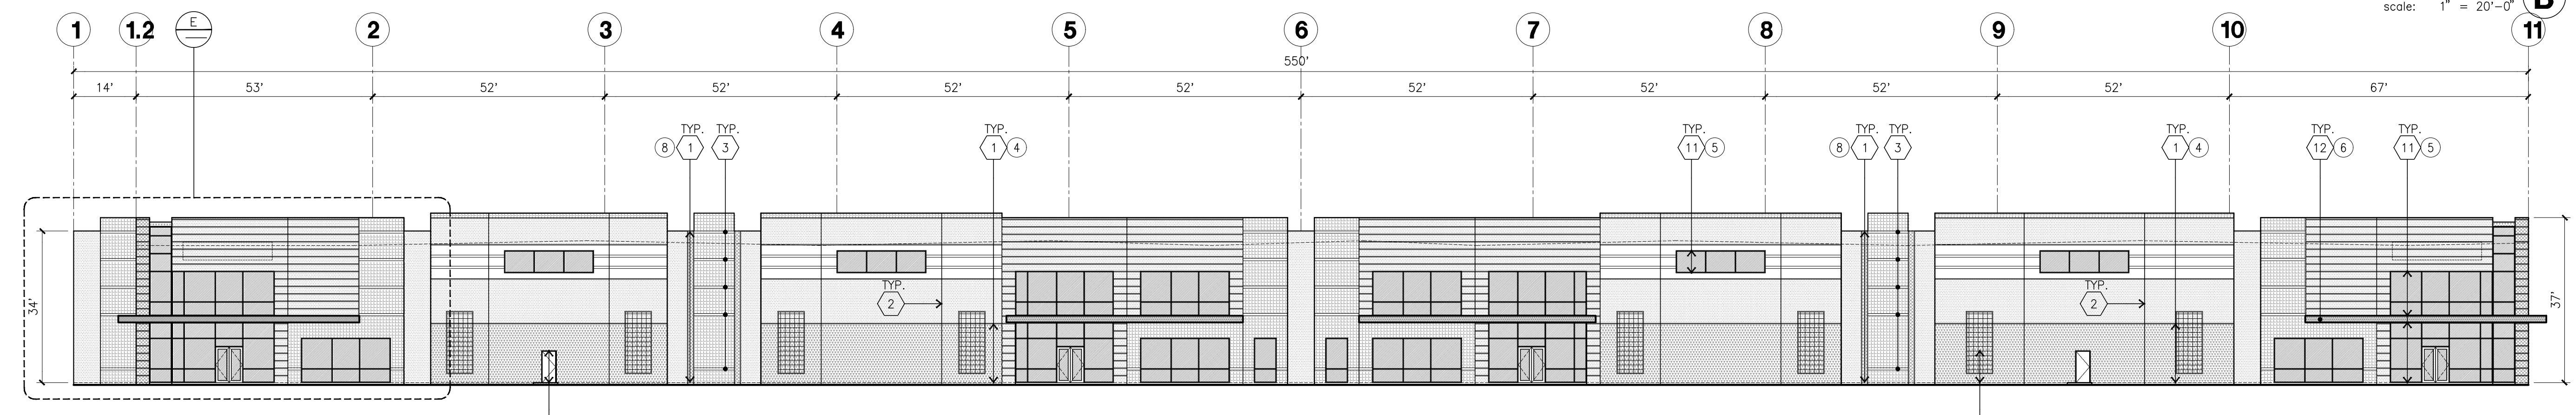 scale: 1" = 20'-0" B
1 1.2 E 2 3 4 5 6 7 8 9 10 11
550'
14' 53' 52' 52' 52' 52' 52' 52' 52' 52' 67'
TYP. TYP. TYP. TYP. TYP. TYP. TYP. TYP. TYP.
8 1 3 1 4 11 5 8 1 3 1 4 12 6 11 5
TYP. TYP.
2 2
34' 37'